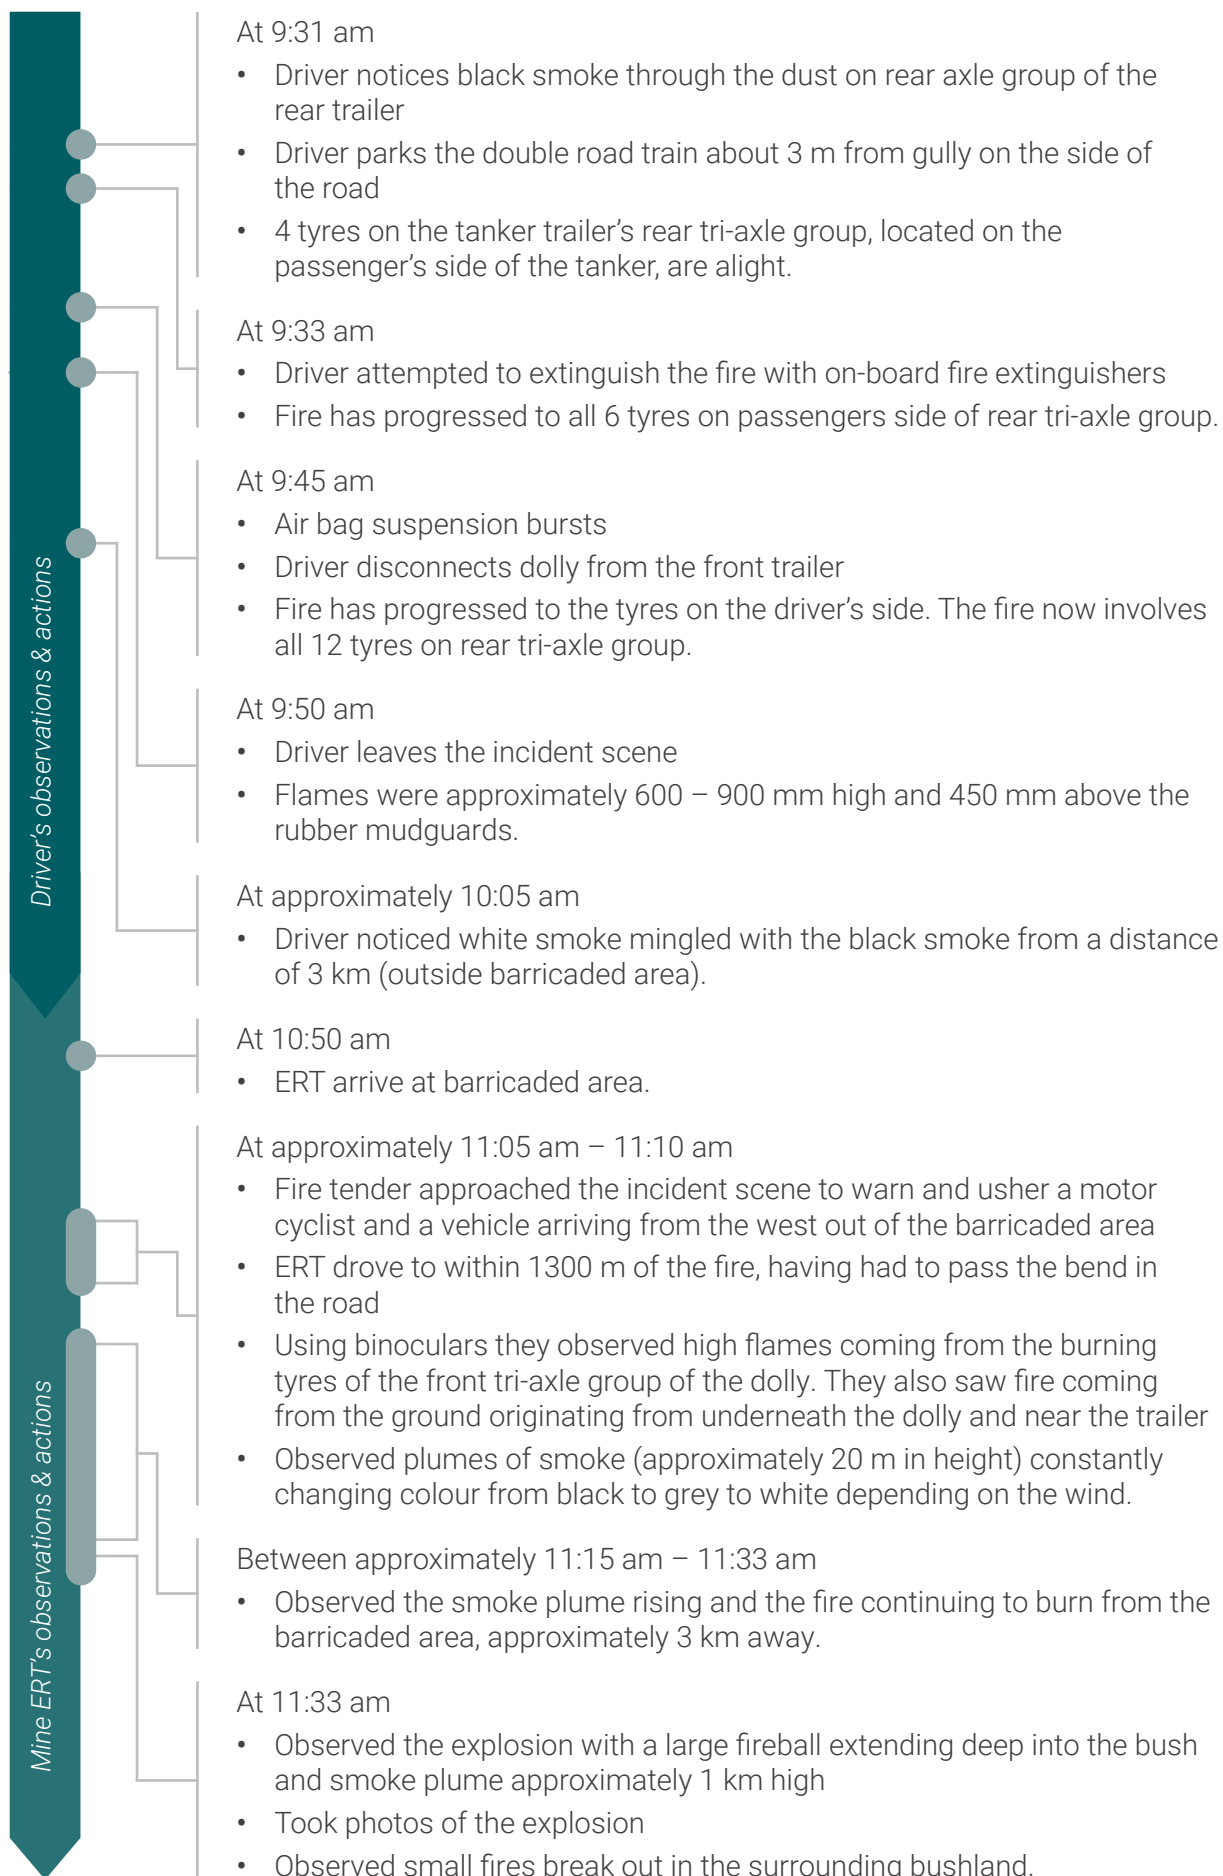 At 9:31 am
• Driver notices black smoke through the dust on rear axle group of the
rear trailer
• Driver parks the double road train about 3 m from gully on the side of
the road
• 4 tyres on the tanker trailer’s rear tri-axle group, located on the
passenger’s side of the tanker, are alight.
At 9:33 am
• Driver attempted to extinguish the fire with on-board fire extinguishers
• Fire has progressed to all 6 tyres on passengers side of rear tri-axle group.
At 9:45 am
• Air bag suspension bursts
• Driver disconnects dolly from the front trailer
• Fire has progressed to the tyres on the driver’s side. The fire now involves
all 12 tyres on rear tri-axle group.
At 9:50 am
• Driver leaves the incident scene
• Flames were approximately 600 – 900 mm high and 450 mm above the
rubber mudguards.
At approximately 10:05 am
• Driver noticed white smoke mingled with the black smoke from a distance
of 3 km (outside barricaded area).
Driver’s observations & actions
At 10:50 am
• ERT arrive at barricaded area.
At approximately 11:05 am – 11:10 am
• Fire tender approached the incident scene to warn and usher a motor
cyclist and a vehicle arriving from the west out of the barricaded area
• ERT drove to within 1300 m of the fire, having had to pass the bend in
the road
• Using binoculars they observed high flames coming from the burning
tyres of the front tri-axle group of the dolly. They also saw fire coming
from the ground originating from underneath the dolly and near the trailer
• Observed plumes of smoke (approximately 20 m in height) constantly
changing colour from black to grey to white depending on the wind.
Between approximately 11:15 am – 11:33 am
• Observed the smoke plume rising and the fire continuing to burn from the
barricaded area, approximately 3 km away.
At 11:33 am
• Observed the explosion with a large fireball extending deep into the bush
and smoke plume approximately 1 km high
• Took photos of the explosion
• Observed small fires break out in the surrounding bushland.
Mine ERT’s observations & actions